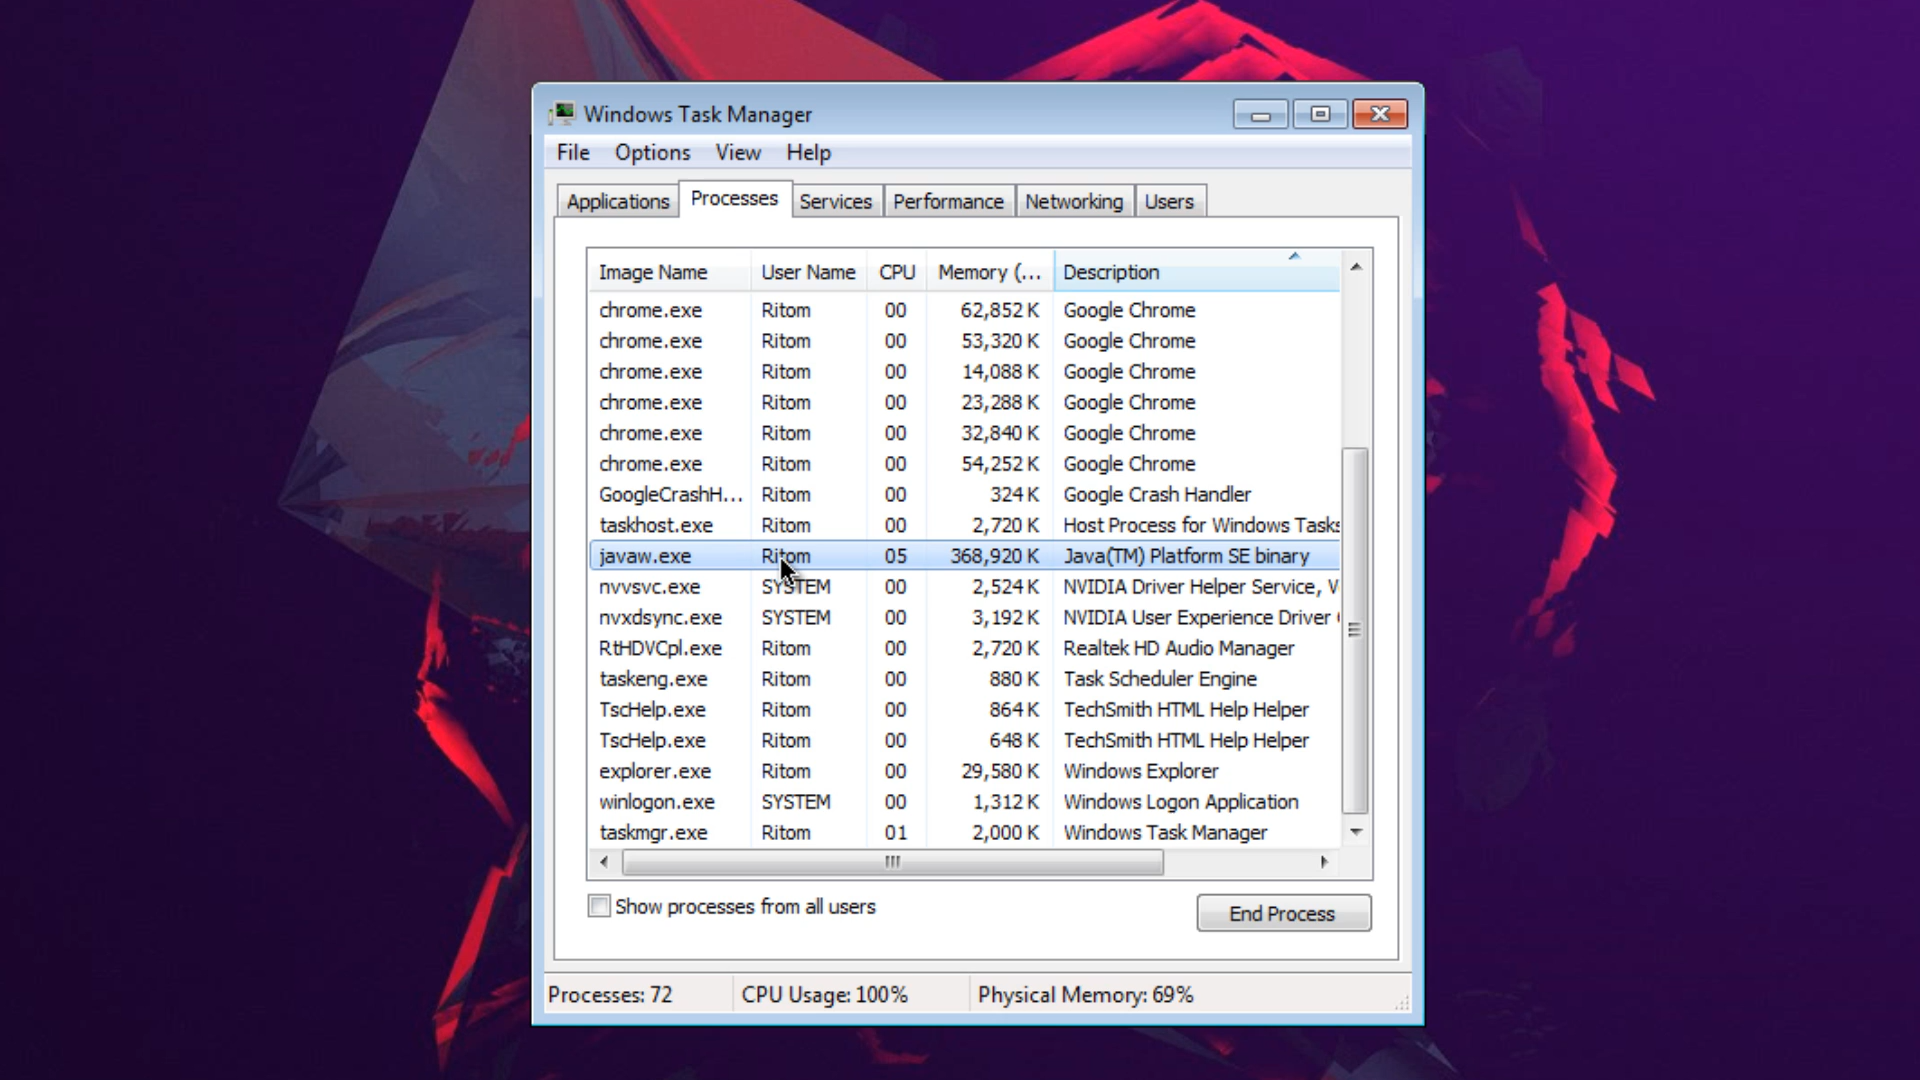 Windows Task Manager
File Options View Help
Applications Processes Services Performance Networking Users
Image Name User Name CPU Memory (... Description
chrome.exe Ritom 00 62,852 K Google Chrome
chrome.exe Ritom 00 53,320 K Google Chrome
chrome.exe Ritom 00 14,088 K Google Chrome
chrome.exe Ritom 00 23,288 K Google Chrome
chrome.exe Ritom 00 32,840 K Google Chrome
chrome.exe Ritom 00 54,252 K Google Chrome
GoogleCrashH... Ritom 00 324 K Google Crash Handler
taskhost.exe Ritom 00 2,720 K Host Process for Windows Tasks
javaw.exe Ritom 05 368,920 K Java(TM) Platform SE binary
nvvsvc.exe SYSTEM 00 2,524 K NVIDIA Driver Helper Service, V
nvxdsync.exe SYSTEM 00 3,192 K NVIDIA User Experience Driver
RtHDVCpl.exe Ritom 00 2,720 K Realtek HD Audio Manager
taskeng.exe Ritom 00 880 K Task Scheduler Engine
TscHelp.exe Ritom 00 864 K TechSmith HTML Help Helper
TscHelp.exe Ritom 00 648 K TechSmith HTML Help Helper
explorer.exe Ritom 00 29,580 K Windows Explorer
winlogon.exe SYSTEM 00 1,312 K Windows Logon Application
taskmgr.exe Ritom 01 2,000 K Windows Task Manager
Show processes from all users
End Process
Processes: 72 CPU Usage: 100% Physical Memory: 69%